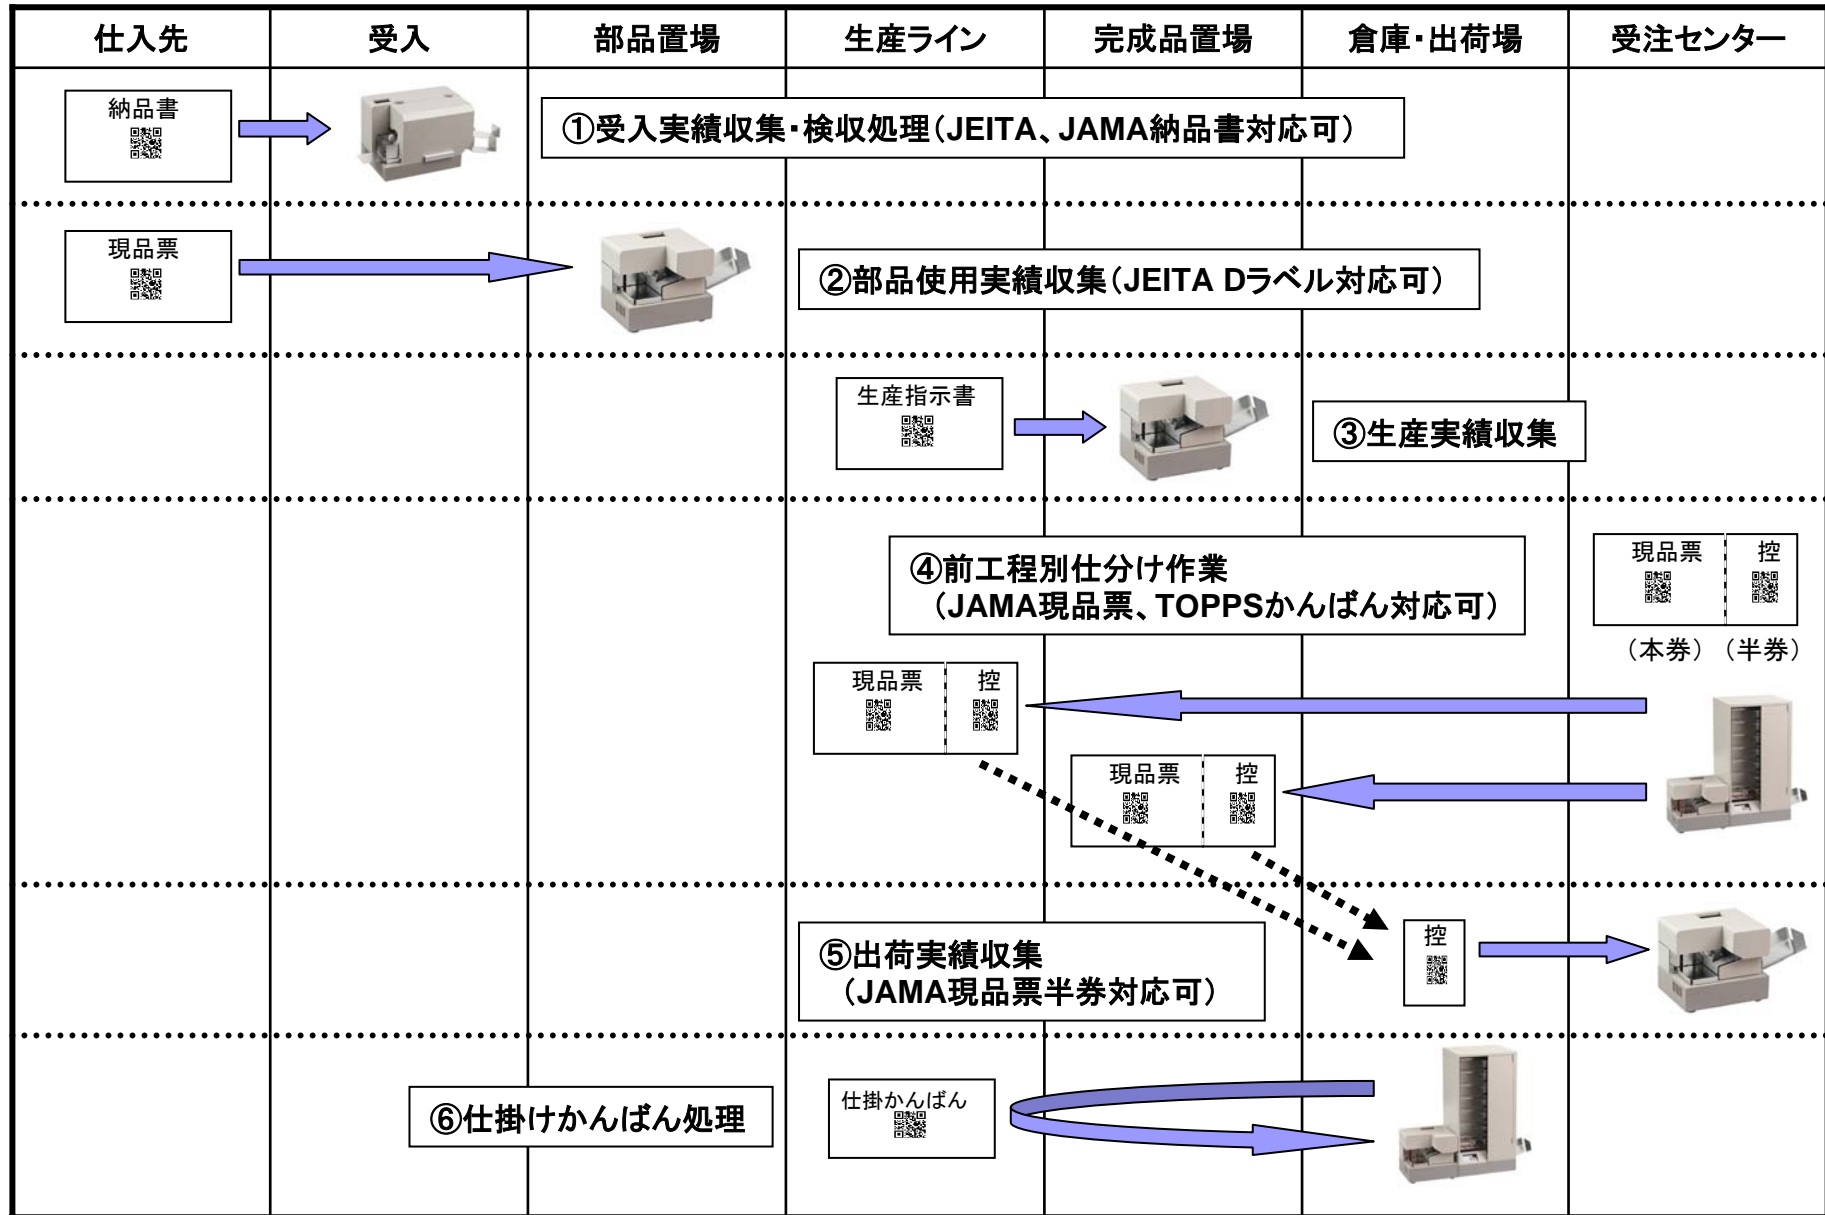 仕入先
受入
部品置場
生産ライン
完成品置場
倉庫・出荷場
受注センター
納品書
①受入実績収集・検収処理(JEITA、JAMA納品書対応可)
現品票
②部品使用実績収集(JEITA Dラベル対応可)
生産指示書
③生産実績収集
④前工程別仕分け作業
(JAMA現品票、TOPPSかんばん対応可)
現品票 控
(本券) (半券)
現品票 控
現品票 控
⑤出荷実績収集
(JAMA現品票半券対応可)
控
⑥仕掛けかんばん処理
仕掛かんばん